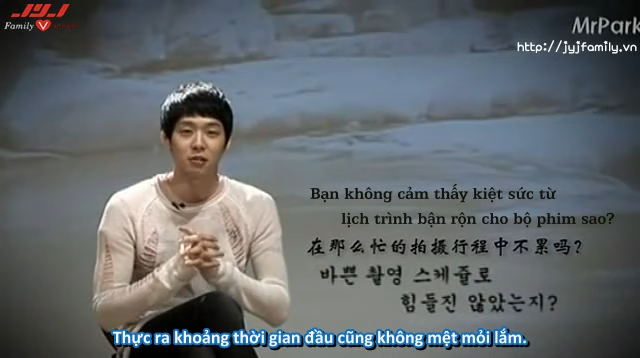 JYJ
Family V
MrPark
http://jyjfamily.vn
Bạn không cảm thấy kiệt sức từ
lịch trình bận rộn cho bộ phim sao?
在那么忙的拍摄行程中不累吗?
바쁜 촬영 스케쥴로
힘들진 않았는지?
Thực ra khoảng thời gian đầu cũng không mệt mỏi lắm.